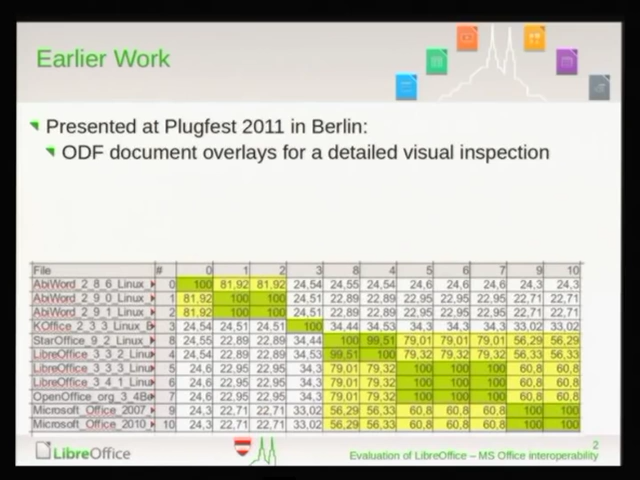 Earlier Work
Presented at Plugfest 2011 in Berlin:
ODF document overlays for a detailed visual inspection
File # 0 1 2 3 8 4 5 6 7 9 10
AbiWord_2_8_6_Linux_ 0 100 81,92 81,92 24,54 24,55 24,54 24,6 24,6 24,6 24,3 24,3
AbiWord_2_9_0_Linux_ 1 81,92 100 100 24,51 22,89 22,89 22,95 22,95 22,95 22,71 22,71
AbiWord_2_9_1_Linux_ 2 81,92 100 100 24,51 22,89 22,89 22,95 22,95 22,95 22,71 22,71
KOffice_2_3_3_Linux_ 3 24,54 24,51 24,51 100 34,44 34,53 34,3 34,3 34,3 33,02 33,02
StarOffice_9_2_Linux_ 8 24,55 22,89 22,89 34,44 100 99,51 79,01 79,01 79,01 56,29 56,29
LibreOffice_3_3_2_Linu 4 24,54 22,89 22,89 34,53 99,51 100 79,32 79,32 79,32 56,33 56,33
LibreOffice_3_3_3_Linu 5 24,6 22,95 22,95 34,3 79,01 79,32 100 100 100 60,8 60,8
LibreOffice_3_4_1_Linu 6 24,6 22,95 22,95 34,3 79,01 79,32 100 100 100 60,8 60,8
OpenOffice_org_3_4Be 7 24,6 22,95 22,95 34,3 79,01 79,32 100 100 100 60,8 60,8
Microsoft_Office_2007_ 9 24,3 22,71 22,71 33,02 56,29 56,33 60,8 60,8 60,8 100 100
Microsoft_Office_2010_ 10 24,3 22,71 22,71 33,02 56,29 56,33 60,8 60,8 60,8 100 100
LibreOffice
2
Evaluation of LibreOffice – MS Office interoperability